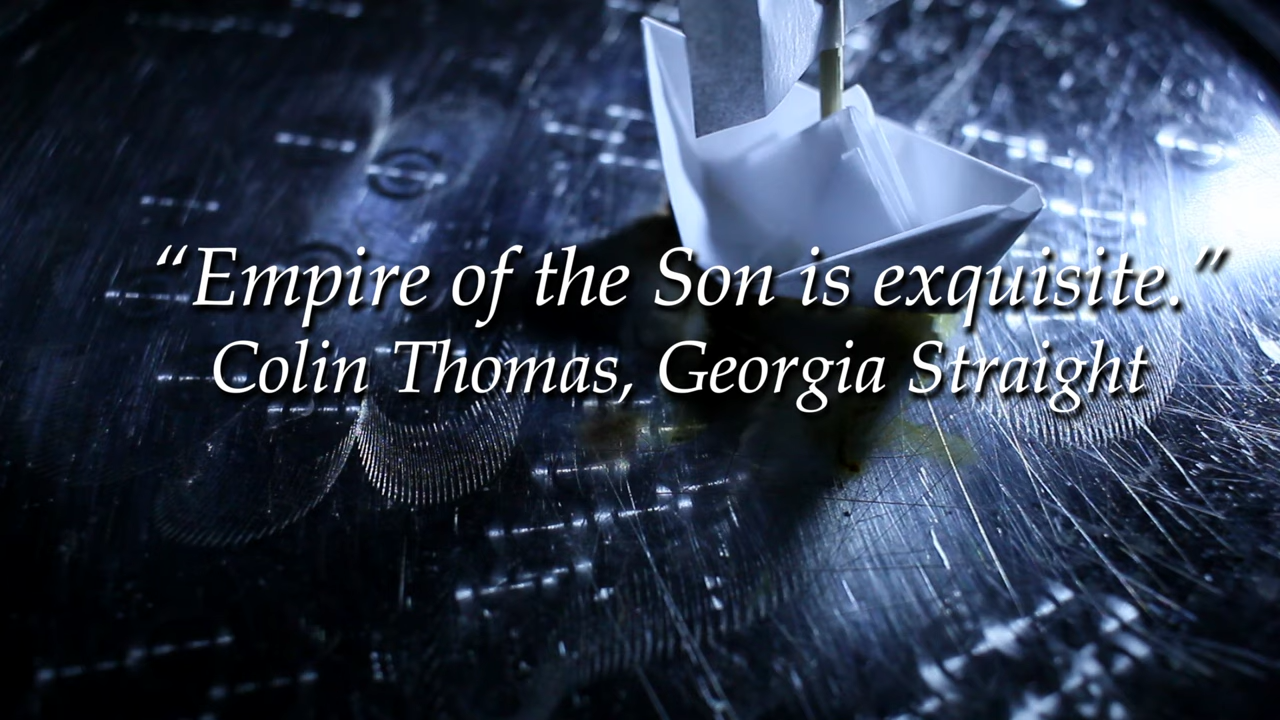 “Empire of the Son is exquisite.”
Colin Thomas, Georgia Straight